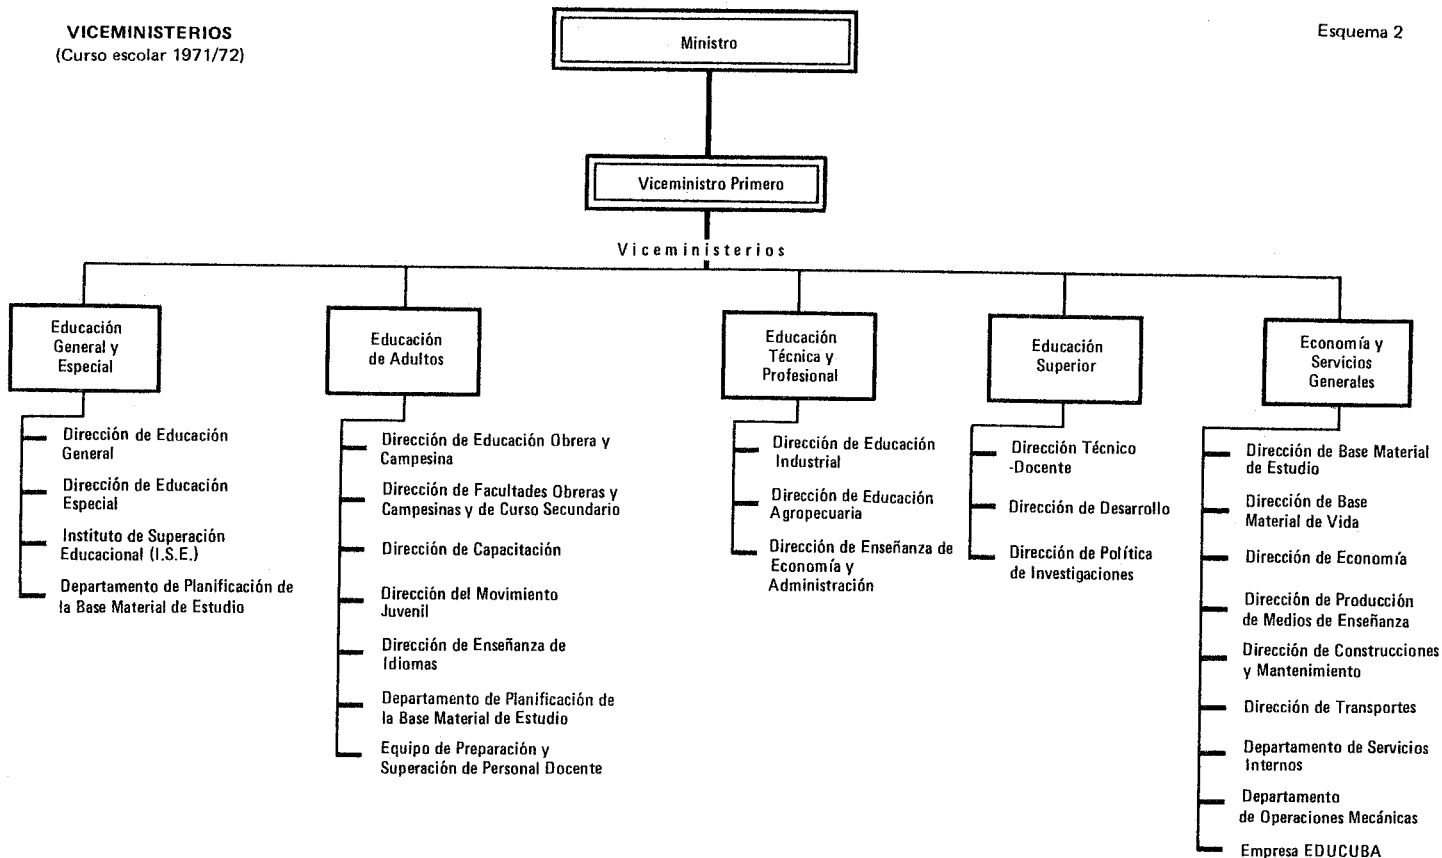 VICEMINISTERIOS
(Curso escolar 1971/72)
Esquema 2
Ministro
Viceministro Primero
Viceministerios
Educación
General y
Especial
Dirección de Educación
General
Dirección de Educación
Especial
Instituto de Superación
Educacional (I.S.E.)
Departamento de Planificación de
la Base Material de Estudio
Educación
de Adultos
Dirección de Educación Obrera y
Campesina
Dirección de Facultades Obreras y
Campesinas y de Curso Secundario
Dirección de Capacitación
Dirección del Movimiento
Juvenil
Dirección de Enseñanza de
Idiomas
Departamento de Planificación de
la Base Material de Estudio
Equipo de Preparación y
Superación de Personal Docente
Educación
Técnica y
Profesional
Dirección de Educación
Industrial
Dirección de Educación
Agropecuaria
Dirección de Enseñanza de
Economía y
Administración
Educación
Superior
Dirección Técnico
-Docente
Dirección de Desarrollo
Dirección de Política
de Investigaciones
Economía y
Servicios
Generales
Dirección de Base Material
de Estudio
Dirección de Base
Material de Vida
Dirección de Economía
Dirección de Producción
de Medios de Enseñanza
Dirección de Construcciones
y Mantenimiento
Dirección de Transportes
Departamento de Servicios
Internos
Departamento
de Operaciones Mecánicas
Empresa EDUCUBA